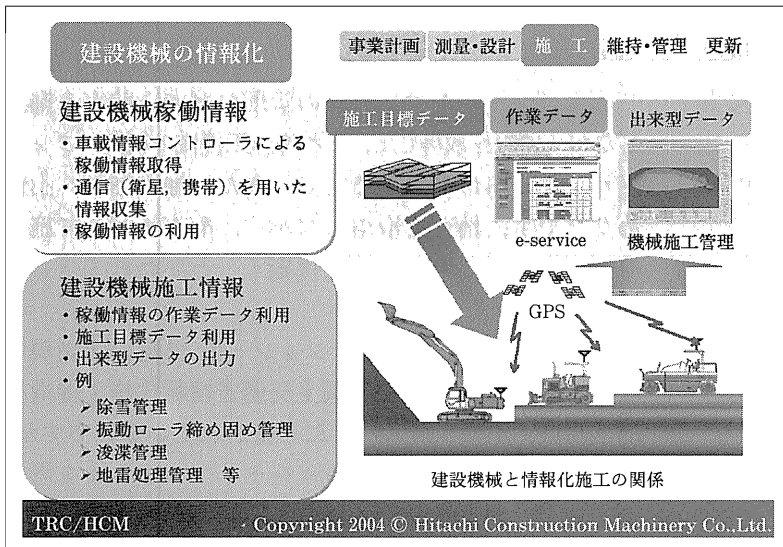 建設機械の情報化
事業計画 測量・設計 施 工 維持・管理 更新
建設機械稼働情報
・車載情報コントローラによる
稼働情報取得
・通信（衛星，携帯）を用いた
情報収集
・稼働情報の利用
建設機械施工情報
・稼働情報の作業データ利用
・施工目標データ利用
・出来型データの出力
・例
➢除雪管理
➢振動ローラ締め固め管理
➢浚渫管理
➢地雷処理管理 等
施工目標データ 作業データ 出来型データ
e-service 機械施工管理
GPS
建設機械と情報化施工の関係
TRC/HCM · Copyright 2004 © Hitachi Construction Machinery Co.,Ltd.